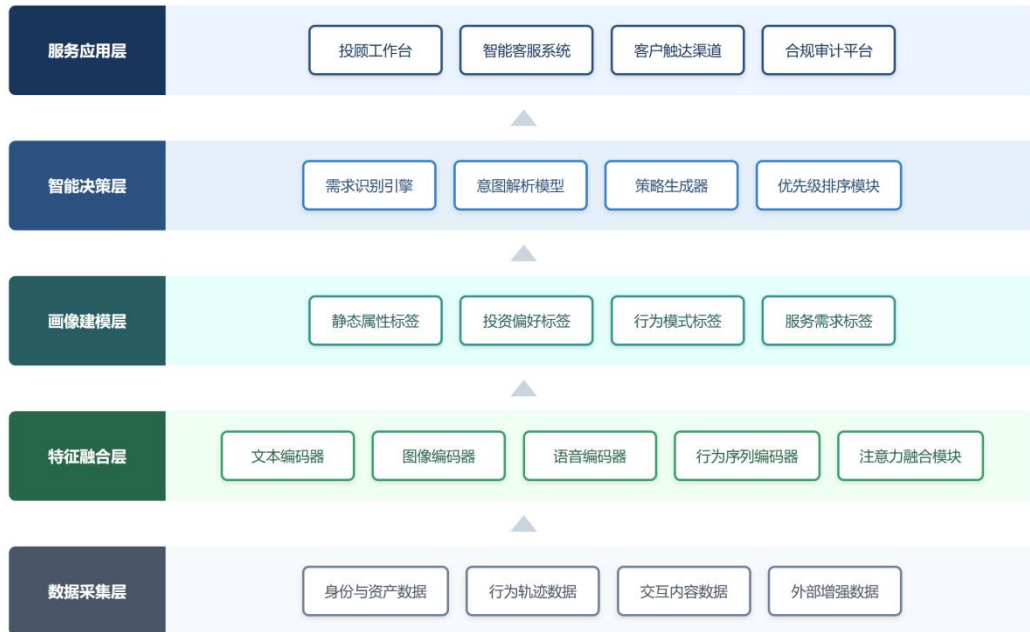 服务应用层
投顾工作台 智能客服系统 客户触达渠道 合规审计平台
智能决策层
需求识别引擎 意图解析模型 策略生成器 优先级排序模块
画像建模层
静态属性标签 投资偏好标签 行为模式标签 服务需求标签
特征融合层
文本编码器 图像编码器 语音编码器 行为序列编码器 注意力融合模块
数据采集层
身份与资产数据 行为轨迹数据 交互内容数据 外部增强数据